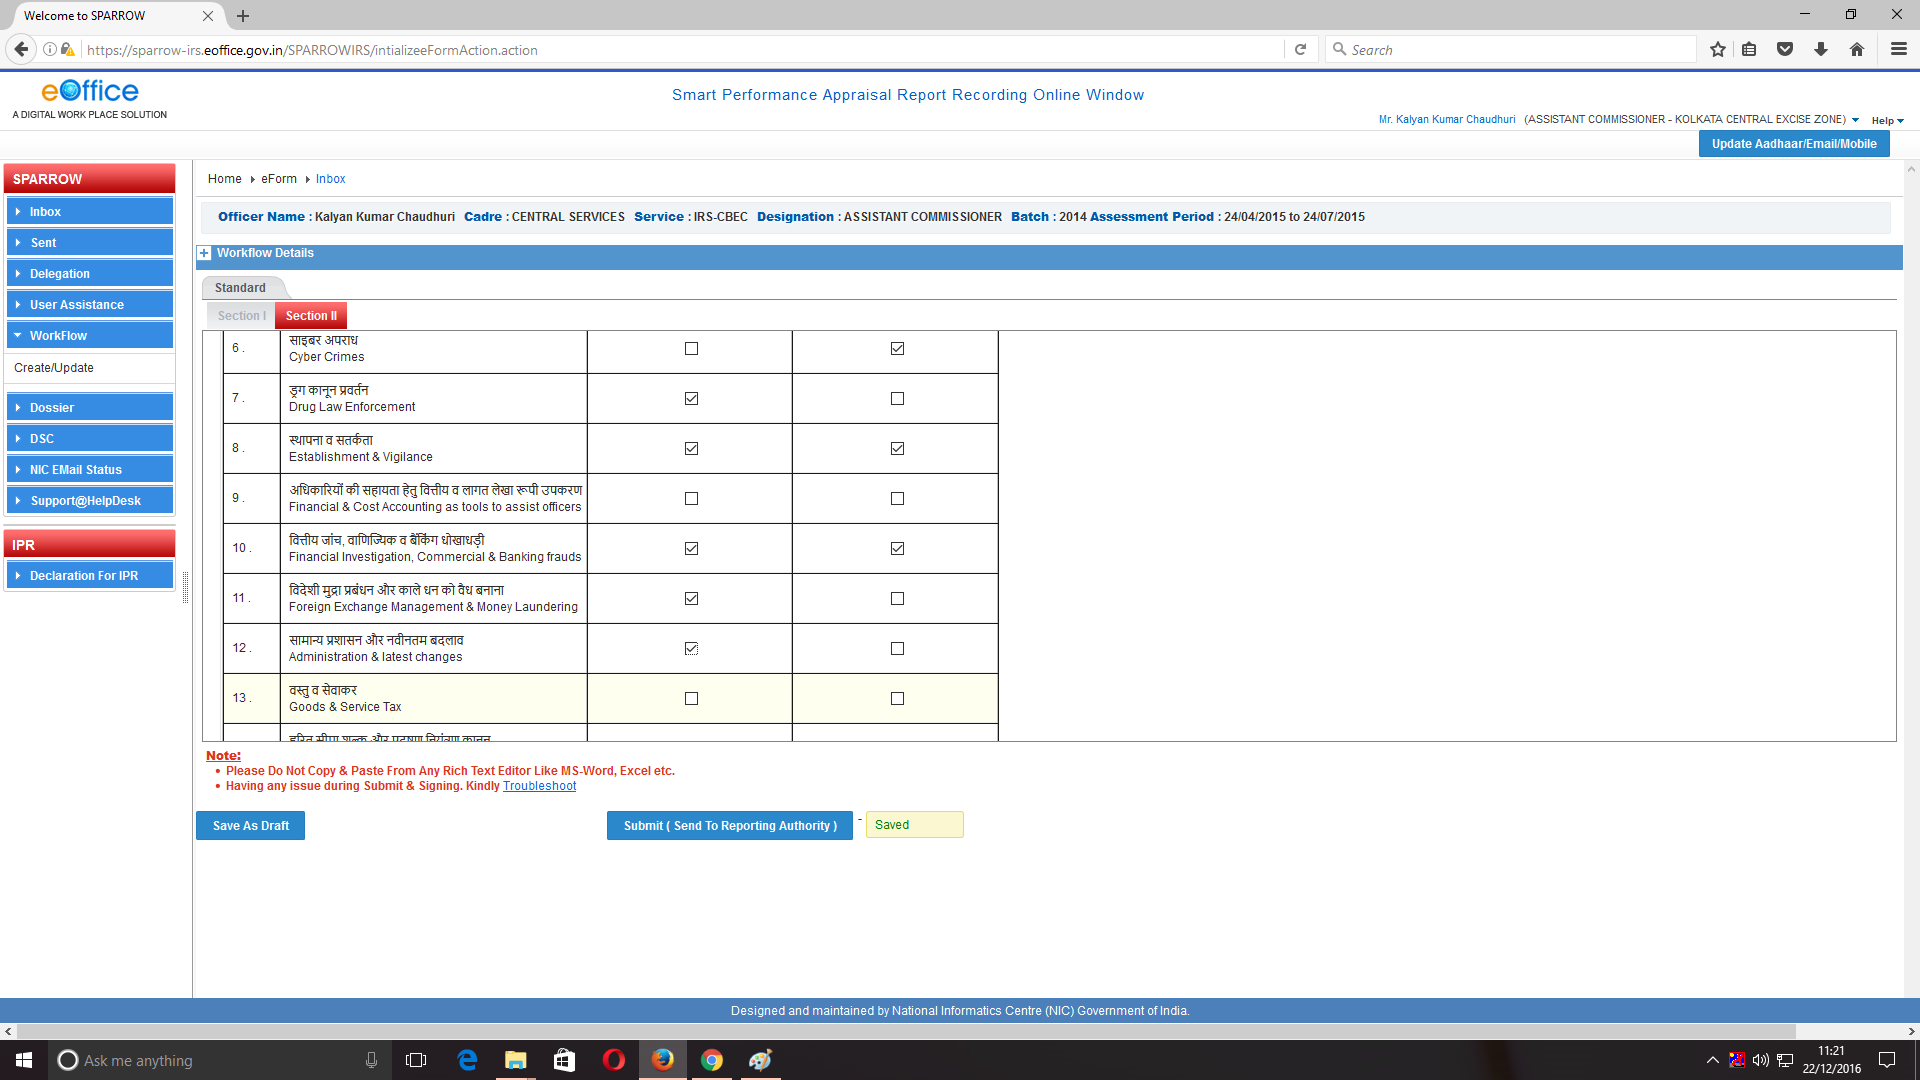 Welcome to SPARROW
https://sparrow-irs.eoffice.gov.in/SPARROWIRS/intializeeFormAction.action
Search
eOffice
A DIGITAL WORK PLACE SOLUTION
Smart Performance Appraisal Report Recording Online Window
Mr. Kalyan Kumar Chaudhuri (ASSISTANT COMMISSIONER - KOLKATA CENTRAL EXCISE ZONE) Help
Update Aadhaar/Email/Mobile
SPARROW
Inbox
Sent
Delegation
User Assistance
WorkFlow
Create/Update
Dossier
DSC
NIC EMail Status
Support@HelpDesk
IPR
Declaration For IPR
Home eForm Inbox
Officer Name : Kalyan Kumar Chaudhuri Cadre : CENTRAL SERVICES Service : IRS-CBEC Designation : ASSISTANT COMMISSIONER Batch : 2014 Assessment Period : 24/04/2015 to 24/07/2015
Workflow Details
Standard
Section I Section II
6 . साइबर अपराध
Cyber Crimes
7 . ड्रग कानून प्रवर्तन
Drug Law Enforcement
8 . स्थापना व सतर्कता
Establishment & Vigilance
9 . अधिकारियों की सहायता हेतु वित्तीय व लागत लेखा रूपी उपकरण
Financial & Cost Accounting as tools to assist officers
10 . वित्तीय जांच, वाणिज्यिक व बैंकिंग धोखाधड़ी
Financial Investigation, Commercial & Banking frauds
11 . विदेशी मुद्रा प्रबंधन और काले धन को वैध बनाना
Foreign Exchange Management & Money Laundering
12 . सामान्य प्रशासन और नवीनतम बदलाव
Administration & latest changes
13 . वस्तु व सेवाकर
Goods & Service Tax
Note:
Please Do Not Copy & Paste From Any Rich Text Editor Like MS-Word, Excel etc.
Having any issue during Submit & Signing. Kindly Troubleshoot
Save As Draft
Submit ( Send To Reporting Authority ) - Saved
Designed and maintained by National Informatics Centre (NIC) Government of India.
Ask me anything
11:21
22/12/2016